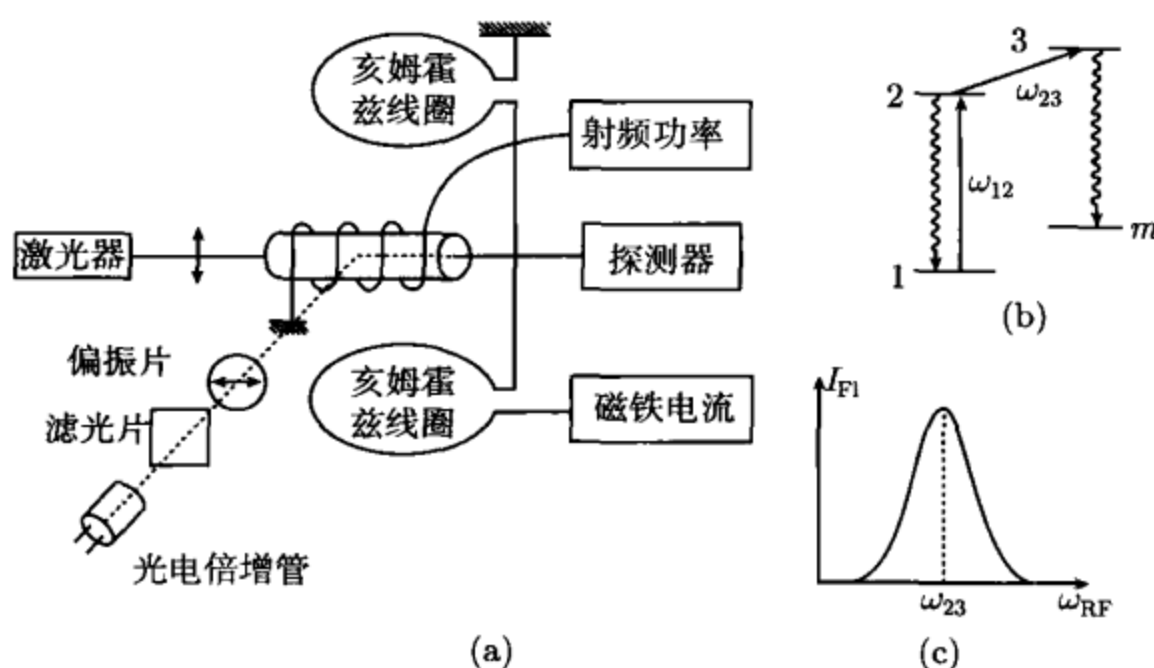 亥姆霍
兹线圈
射频功率
激光器
探测器
偏振片
滤光片
亥姆霍
兹线圈
磁铁电流
光电倍增管
(a)
3
2
ω23
ω12
m
1
(b)
IFl
ω23
ωRF
(c)